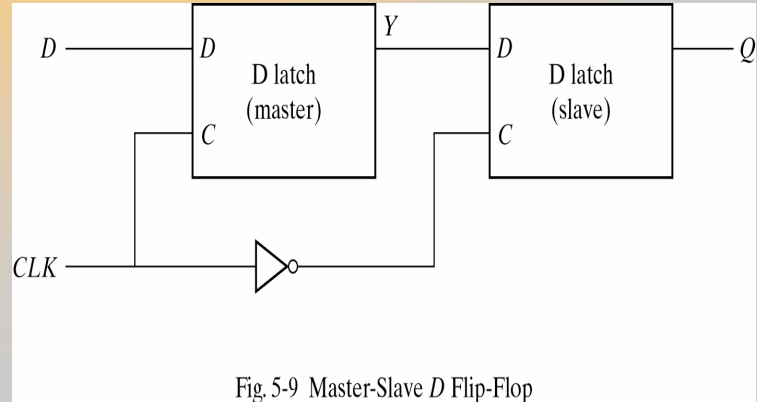 Y
D
D
D
Q
D latch
(master)
D latch
(slave)
C
C
CLK
Fig. 5-9 Master-Slave D Flip-Flop